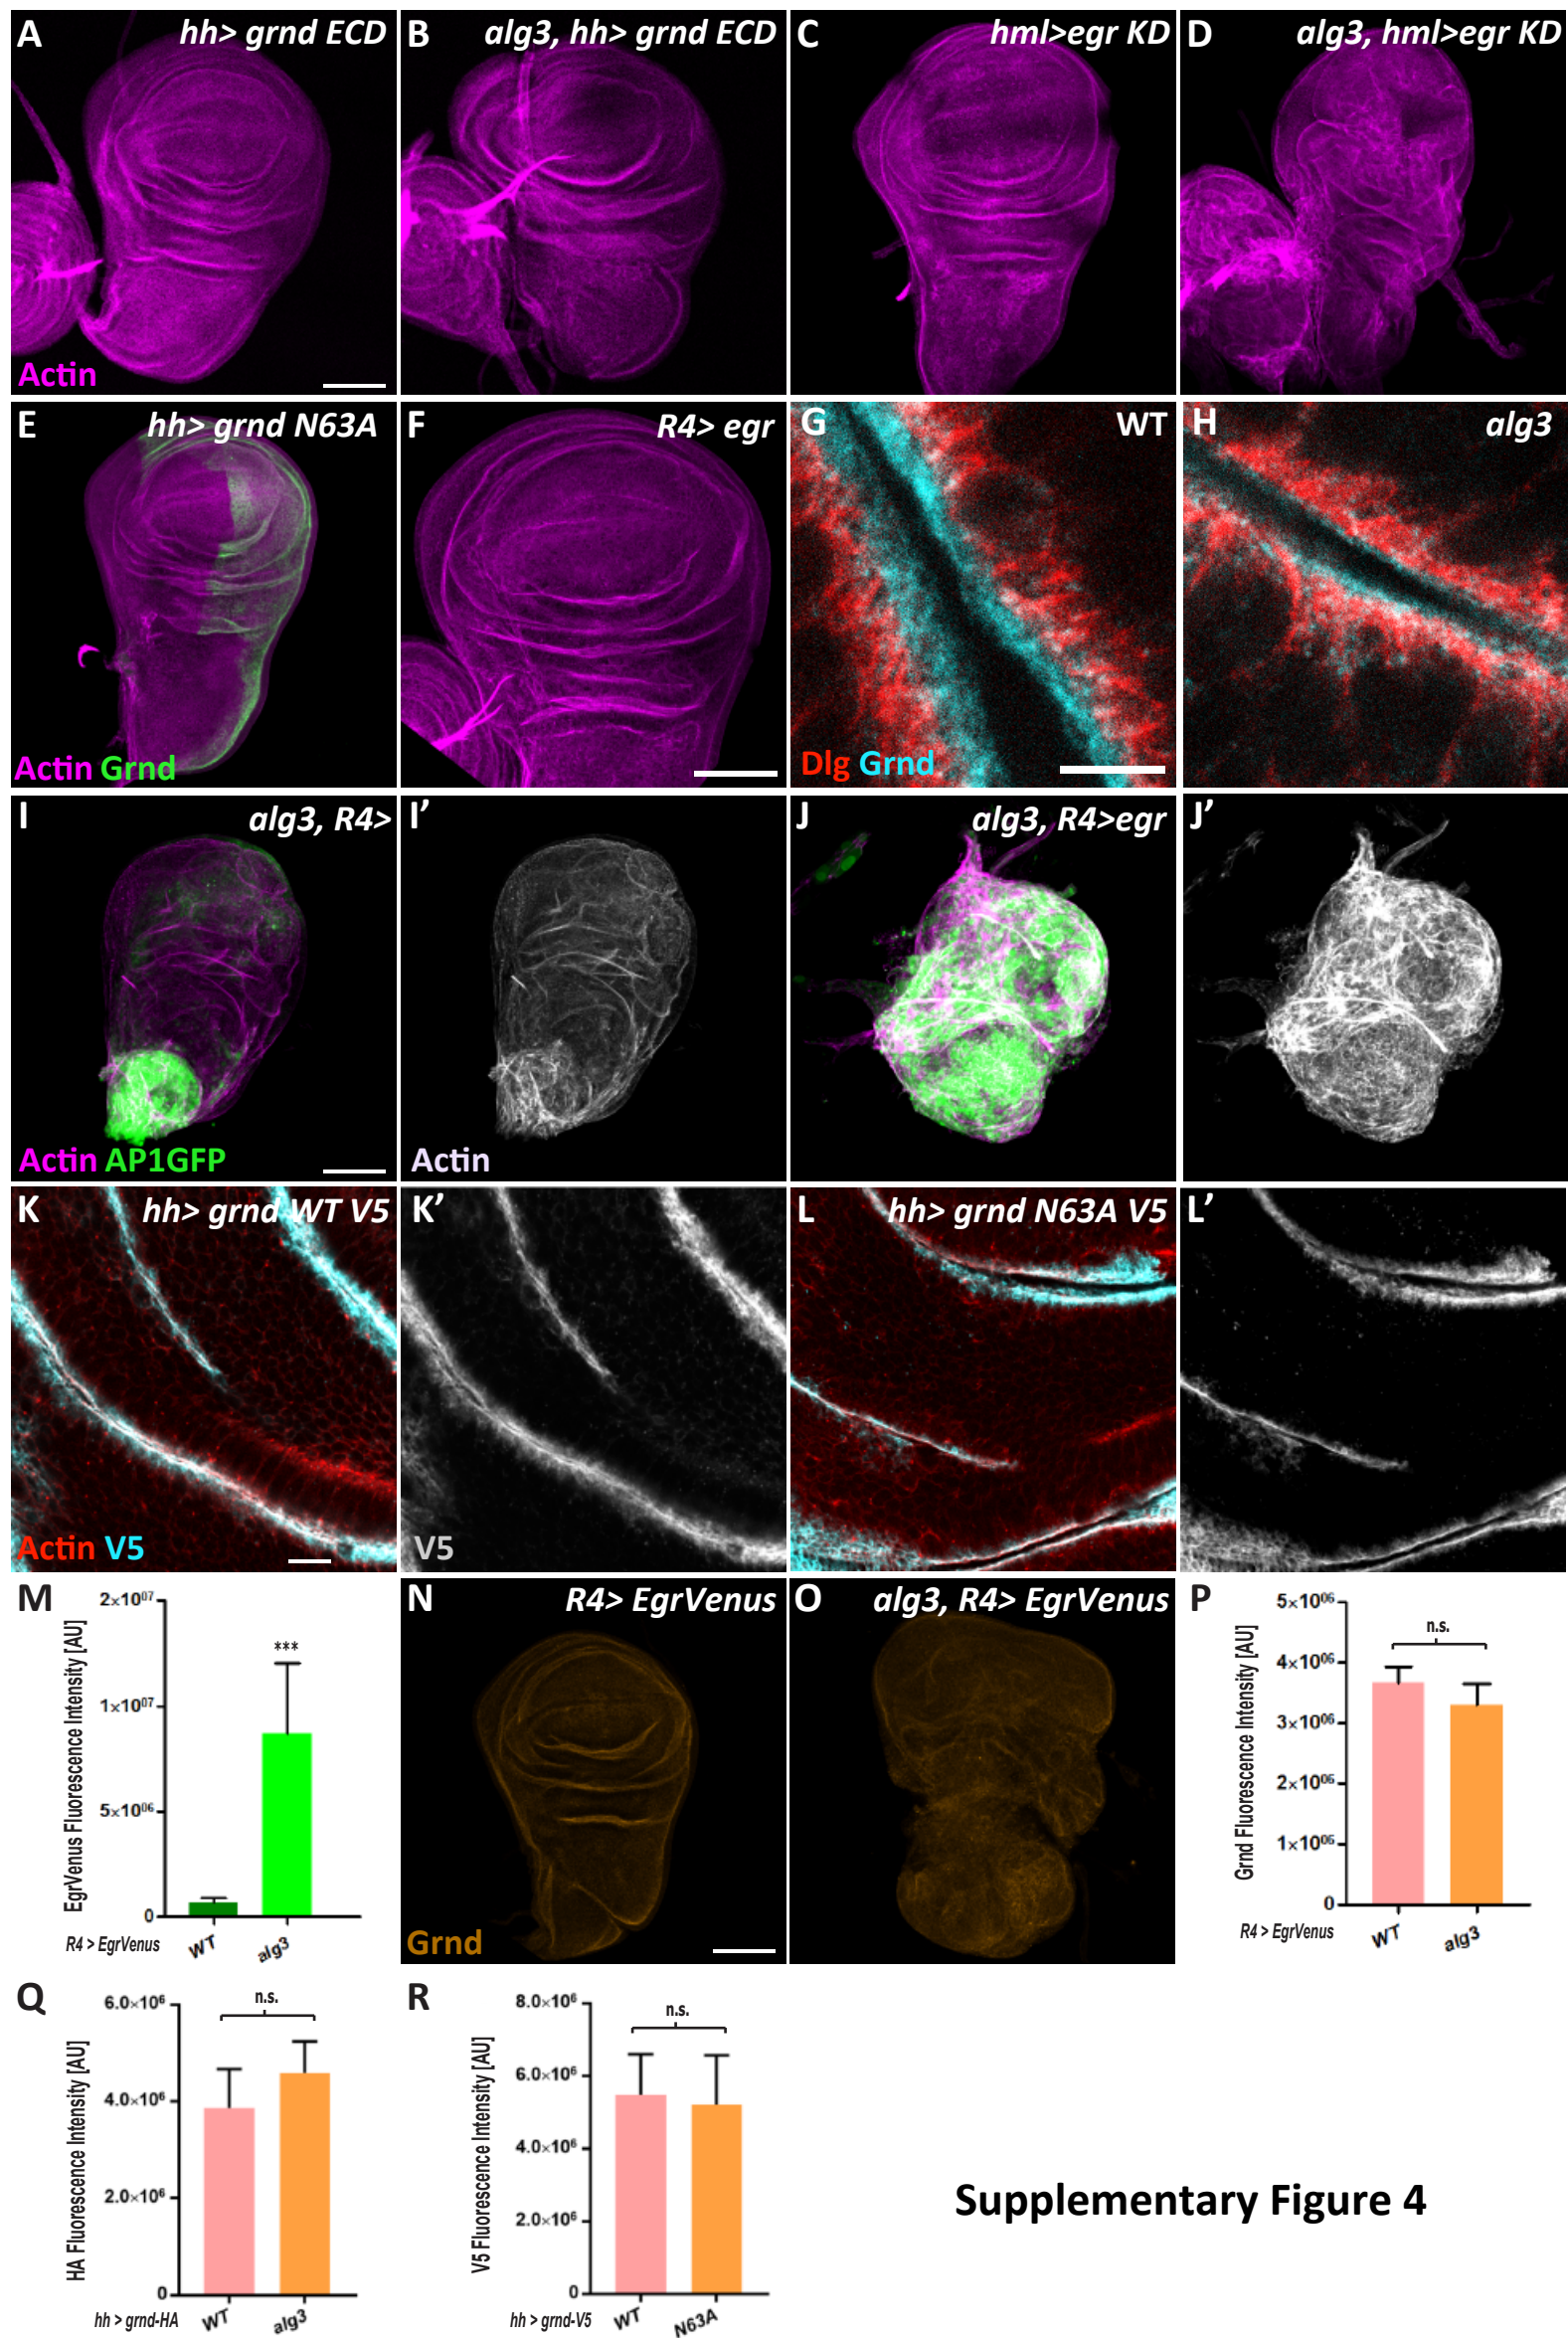 A hh> grnd ECD
B alg3, hh> grnd ECD
C hml>egr KD
D alg3, hml>egr KD
Actin
E hh> grnd N63A
F R4> egr
G WT
H alg3
Actin Grnd
Dlg Grnd
I alg3, R4>
I’
J alg3, R4>egr
J’
Actin AP1GFP
Actin
K hh> grnd WT V5
K’
L hh> grnd N63A V5
L’
Actin V5
V5
M
EgrVenus Fluorescence Intensity [AU]
2×10⁰⁷
1×10⁰⁷
5×10⁰⁶
0
***
R4 > EgrVenus
WT
alg3
N R4> EgrVenus
Grnd
O alg3, R4> EgrVenus
P
Grnd Fluorescence Intensity [AU]
5×10⁰⁶
4×10⁰⁶
3×10⁰⁶
2×10⁰⁶
1×10⁰⁶
0
n.s.
R4 > EgrVenus
WT
alg3
Q
HA Fluorescence Intensity [AU]
6.0×10⁶
4.0×10⁶
2.0×10⁶
0
n.s.
hh > grnd-HA
WT
alg3
R
V5 Fluorescence Intensity [AU]
8.0×10⁶
6.0×10⁶
4.0×10⁶
2.0×10⁶
0
n.s.
hh > grnd-V5
WT
N63A
Supplementary Figure 4